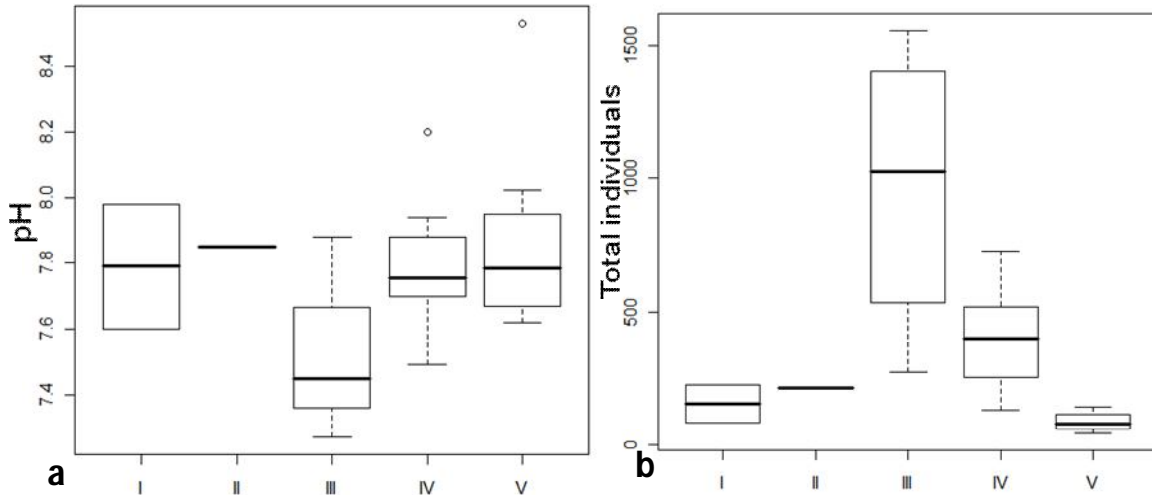 pH
8.4
8.2
8.0
7.8
7.6
7.4
I II III IV V
a
Total individuals
1500
1000
500
0
I II III IV V
b